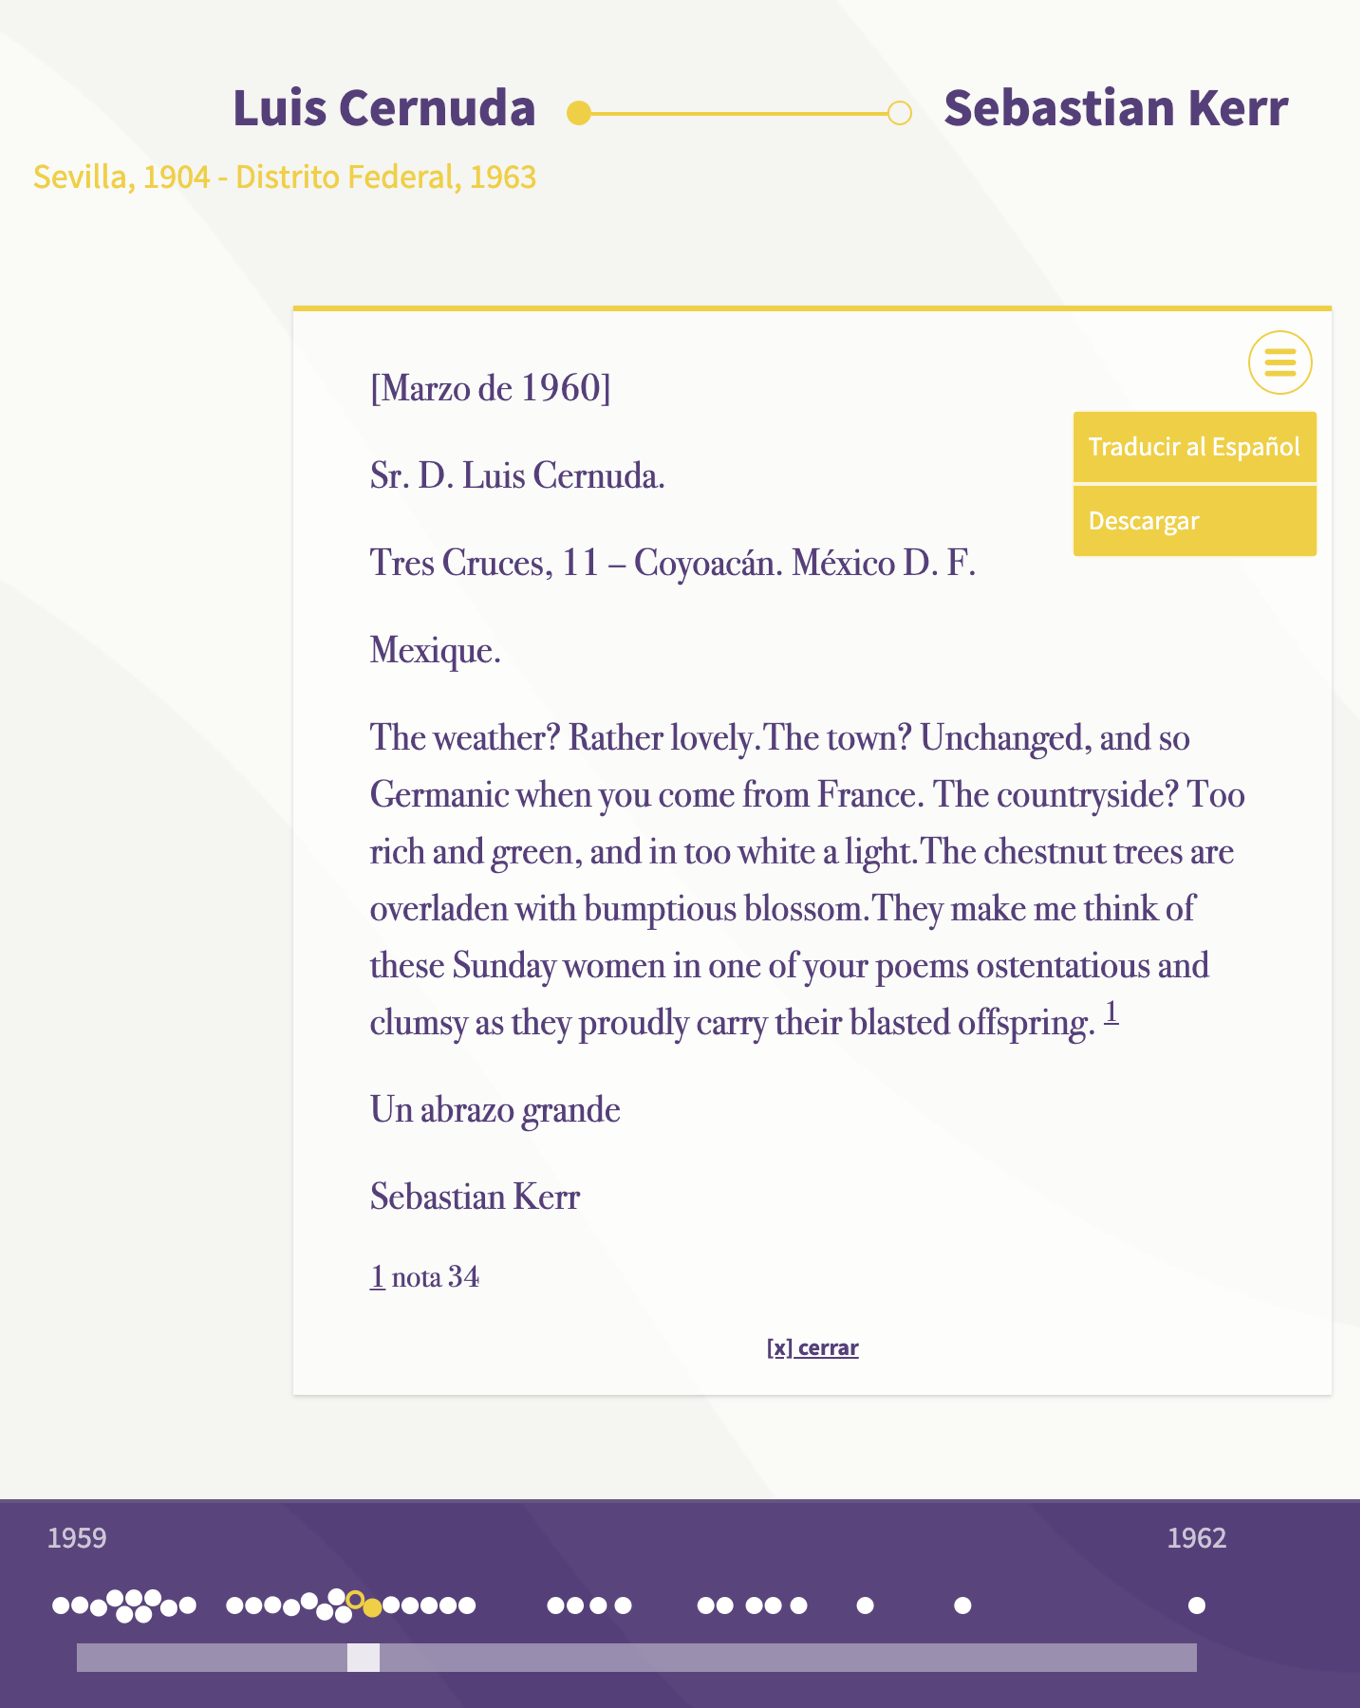 Luis Cernuda
Sebastian Kerr
Sevilla, 1904 - Distrito Federal, 1963
[Marzo de 1960]
Traducir al Español
Sr. D. Luis Cernuda.
Descargar
Tres Cruces, 11 – Coyoacán. México D. F.
Mexique.
The weather? Rather lovely.The town? Unchanged, and so
Germanic when you come from France. The countryside? Too
rich and green, and in too white a light.The chestnut trees are
overladen with bumptious blossom.They make me think of
these Sunday women in one of your poems ostentatious and
clumsy as they proudly carry their blasted offspring. 1
Un abrazo grande
Sebastian Kerr
1 nota 34
[x] cerrar
1959
1962